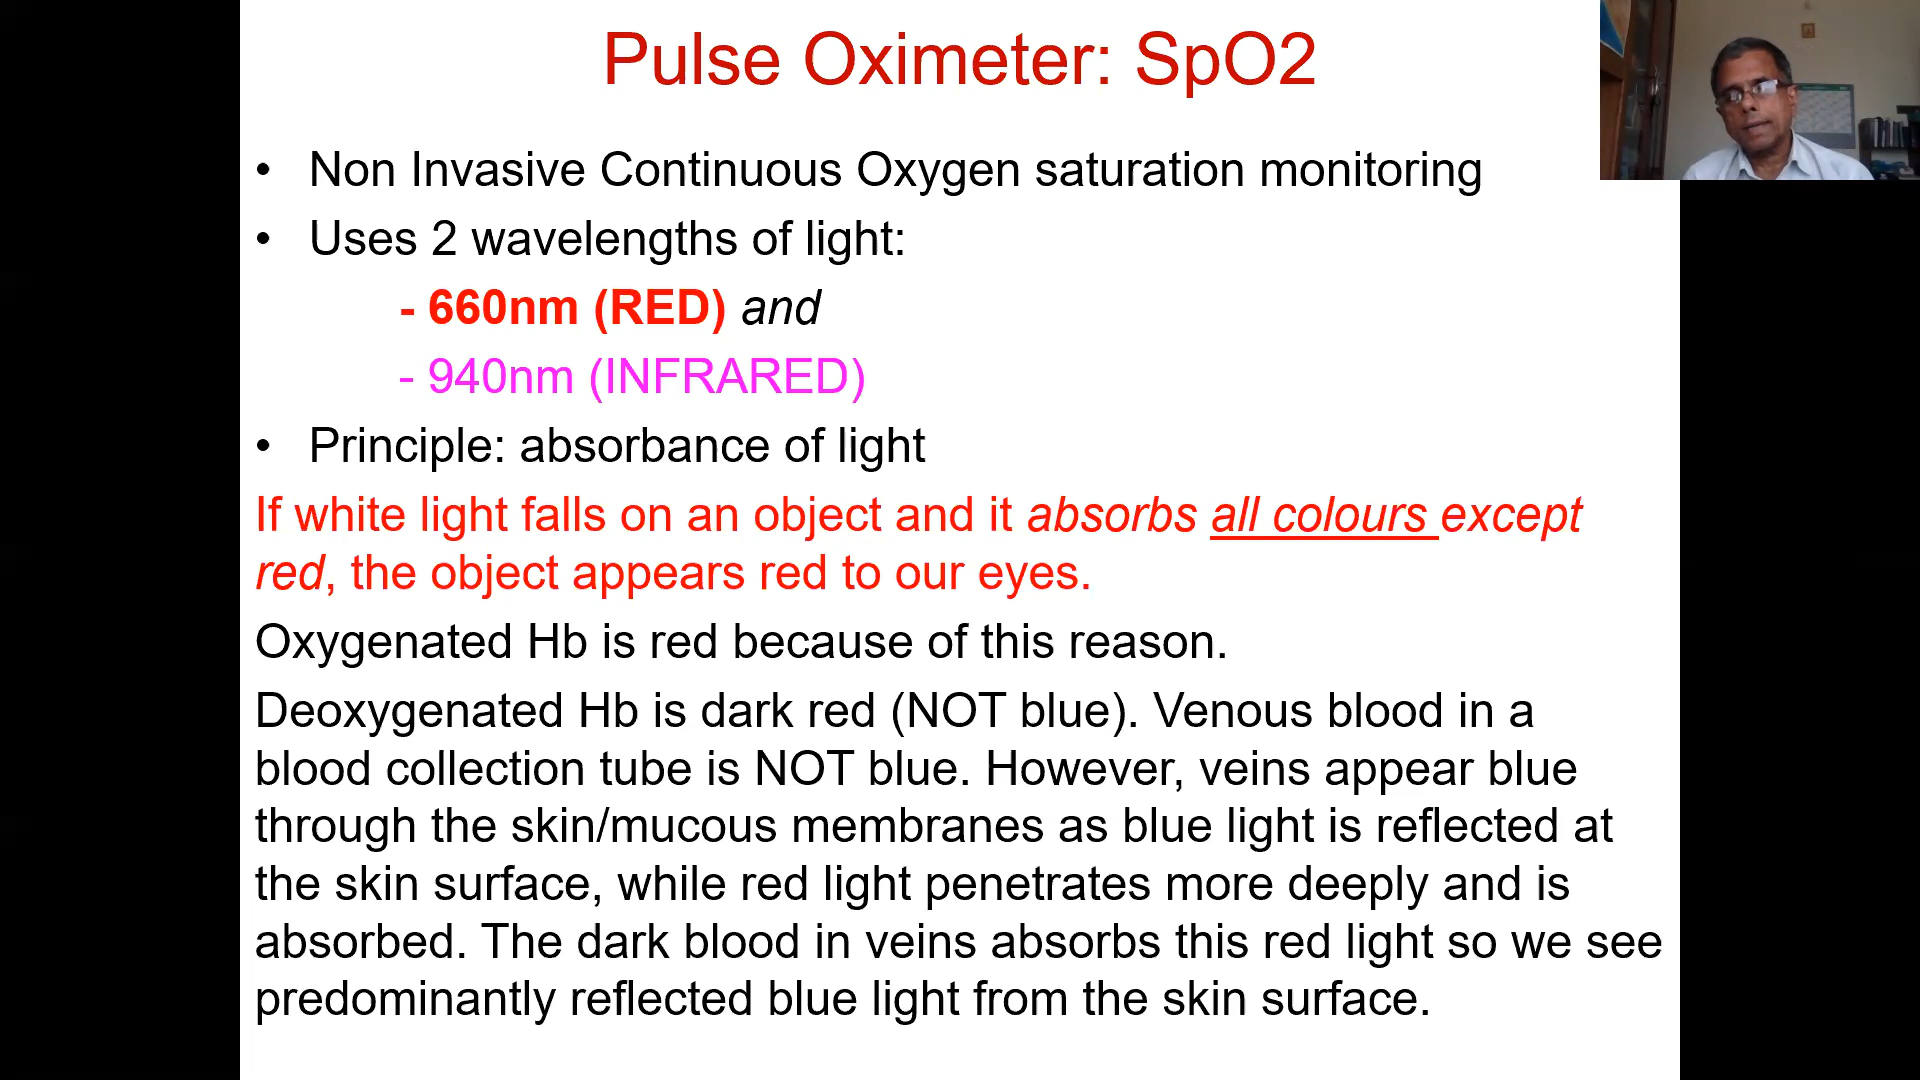 Pulse Oximeter: SpO2
• Non Invasive Continuous Oxygen saturation monitoring
• Uses 2 wavelengths of light:
- 660nm (RED) and
- 940nm (INFRARED)
• Principle: absorbance of light
If white light falls on an object and it absorbs all colours except
red, the object appears red to our eyes.
Oxygenated Hb is red because of this reason.
Deoxygenated Hb is dark red (NOT blue). Venous blood in a
blood collection tube is NOT blue. However, veins appear blue
through the skin/mucous membranes as blue light is reflected at
the skin surface, while red light penetrates more deeply and is
absorbed. The dark blood in veins absorbs this red light so we see
predominantly reflected blue light from the skin surface.